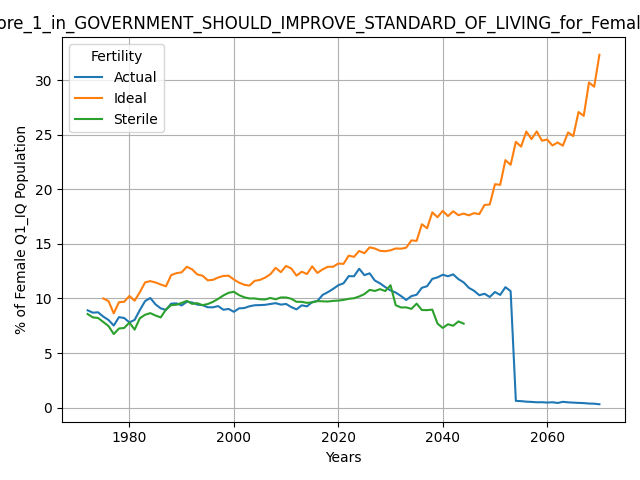 ore_1_in_GOVERNMENT_SHOULD_IMPROVE_STANDARD_OF_LIVING_for_Femal
Fertility
Actual
Ideal
Sterile
% of Female Q1_IQ Population
30
25
20
15
10
5
0
1980 2000 2020 2040 2060
Years